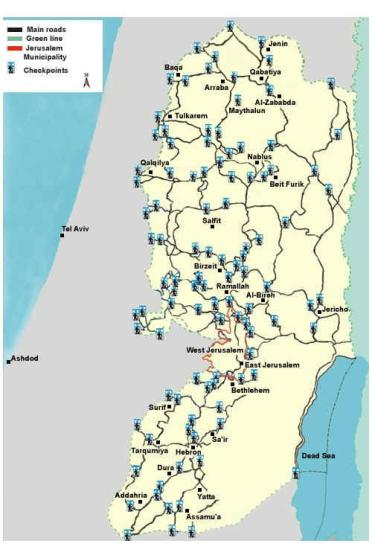 Main roads
Green line
Jerusalem
Municipality
Checkpoints
N
Jenin
Baqa
Qabatiya
Arraba
Al-Zababda
Maythalun
Tulkarem
Nablus
Qalqilya
Beit Furik
Salfit
Tel Aviv
Birzeit
Ramallah
Al-Bireh
Jericho
West Jerusalem
Ashdod
East Jerusalem
Bethlehem
Surif
Sa'ir
Tarqumiya
Hebron
Dead Sea
Dura
Addahria
Yatta
Assamu'a